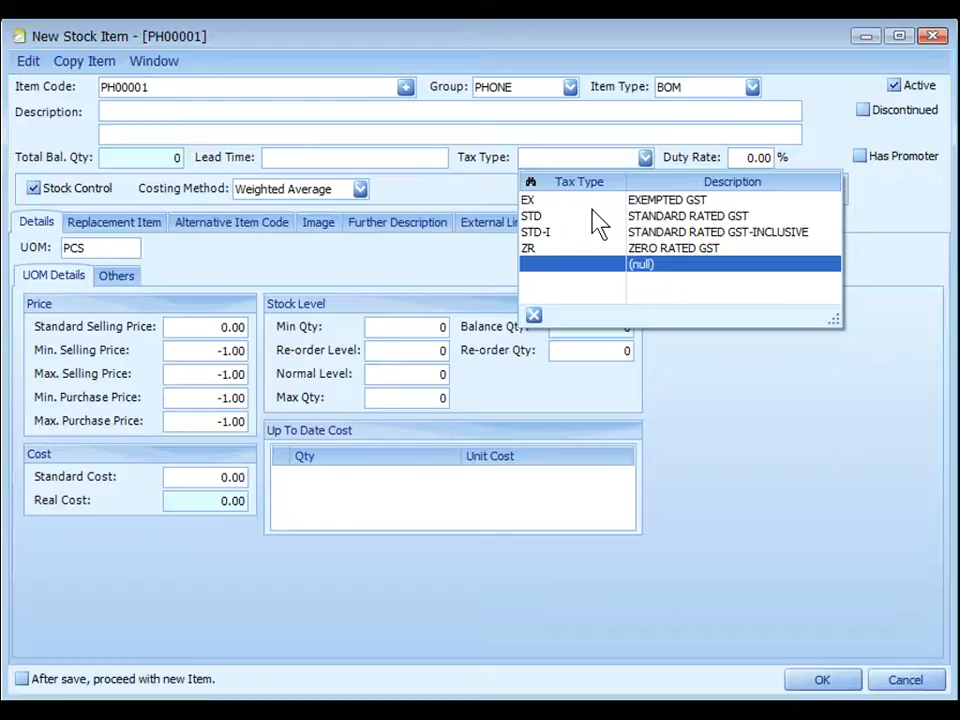 New Stock Item - [PH00001]
Edit Copy Item Window
Item Code: PH00001 Group: PHONE Item Type: BOM Active
Description: Discontinued
Total Bal. Qty: 0 Lead Time: Tax Type: Duty Rate: 0.00 % Has Promoter
Stock Control Costing Method: Weighted Average
Tax Type Description
EX EXEMPTED GST
STD STANDARD RATED GST
STD-I STANDARD RATED GST-INCLUSIVE
ZR ZERO RATED GST
(null)
Details Replacement Item Alternative Item Code Image Further Description External
UOM: PCS
UOM Details Others
Price
Standard Selling Price: 0.00
Min. Selling Price: -1.00
Max. Selling Price: -1.00
Min. Purchase Price: -1.00
Max. Purchase Price: -1.00
Stock Level
Min Qty: 0 Balance Qty:
Re-order Level: 0 Re-order Qty: 0
Normal Level: 0
Max Qty: 0
Up To Date Cost
Qty Unit Cost
Cost
Standard Cost: 0.00
Real Cost: 0.00
After save, proceed with new Item. OK Cancel